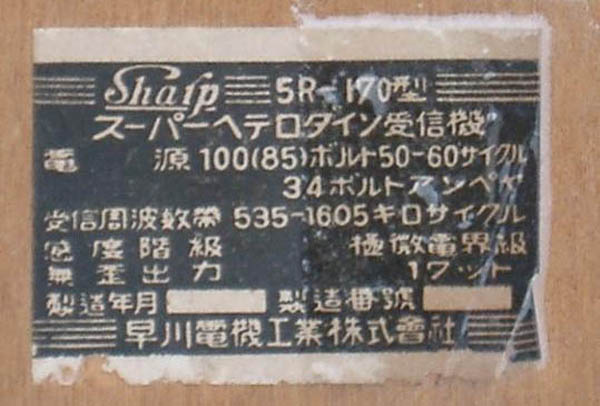 Sharp 5R-170型
スーパーヘテロダイン受信機
電源 100(85)ボルト50-60サイクル
34ボルトアンペア
受信周波数帯 535-1605キロサイクル
感度階級 極微電界級
無歪出力 1ワット
製造年月 製造番號
早川電機工業株式會社